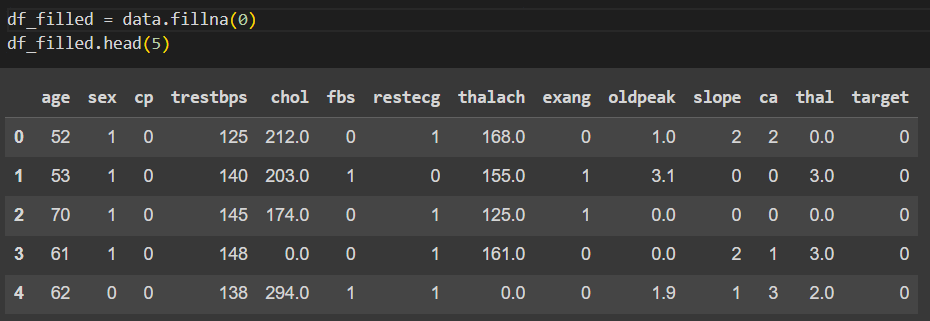 df_filled = data.fillna(0)
df_filled.head(5)
age sex cp trestbps chol fbs restecg thalach exang oldpeak slope ca thal target
0 52 1 0 125 212.0 0 1 168.0 0 1.0 2 2 0.0 0
1 53 1 0 140 203.0 1 0 155.0 1 3.1 0 0 3.0 0
2 70 1 0 145 174.0 0 1 125.0 1 0.0 0 0 0.0 0
3 61 1 0 148 0.0 0 1 161.0 0 0.0 2 1 3.0 0
4 62 0 0 138 294.0 1 1 0.0 0 1.9 1 3 2.0 0